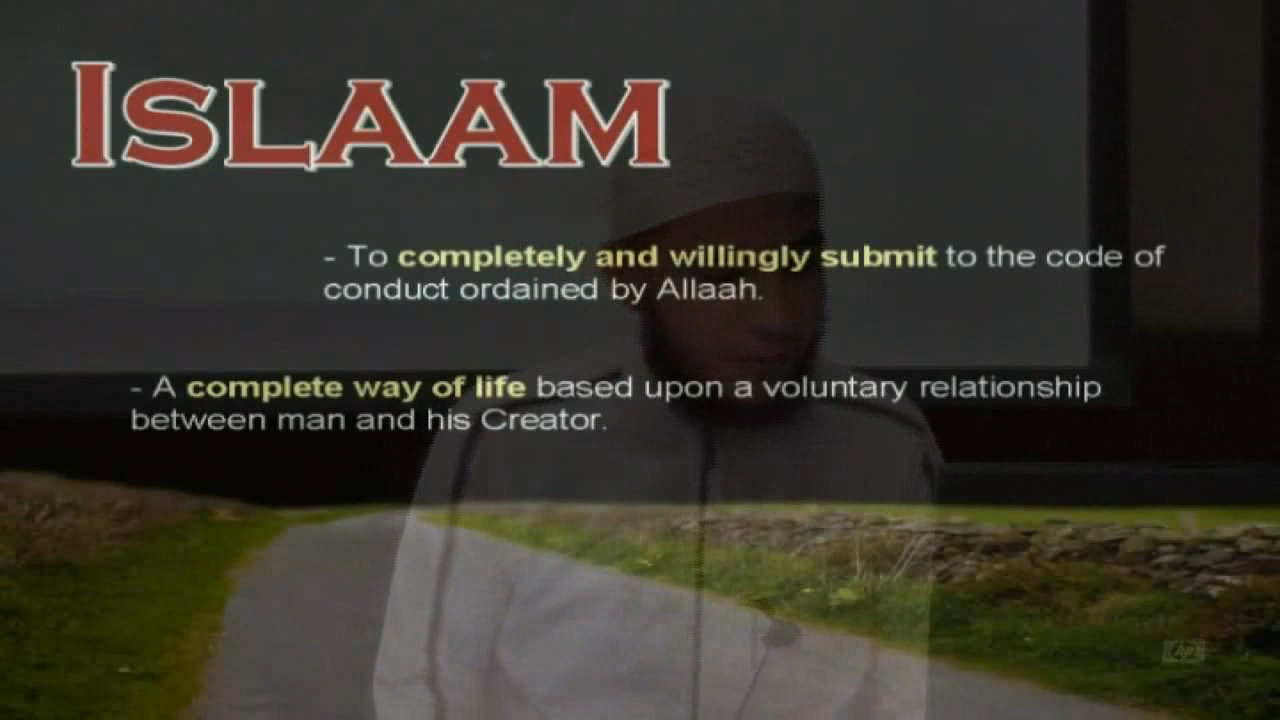 ISLAAM
- To completely and willingly submit to the code of
conduct ordained by Allaah.
- A complete way of life based upon a voluntary relationship
between man and his Creator.